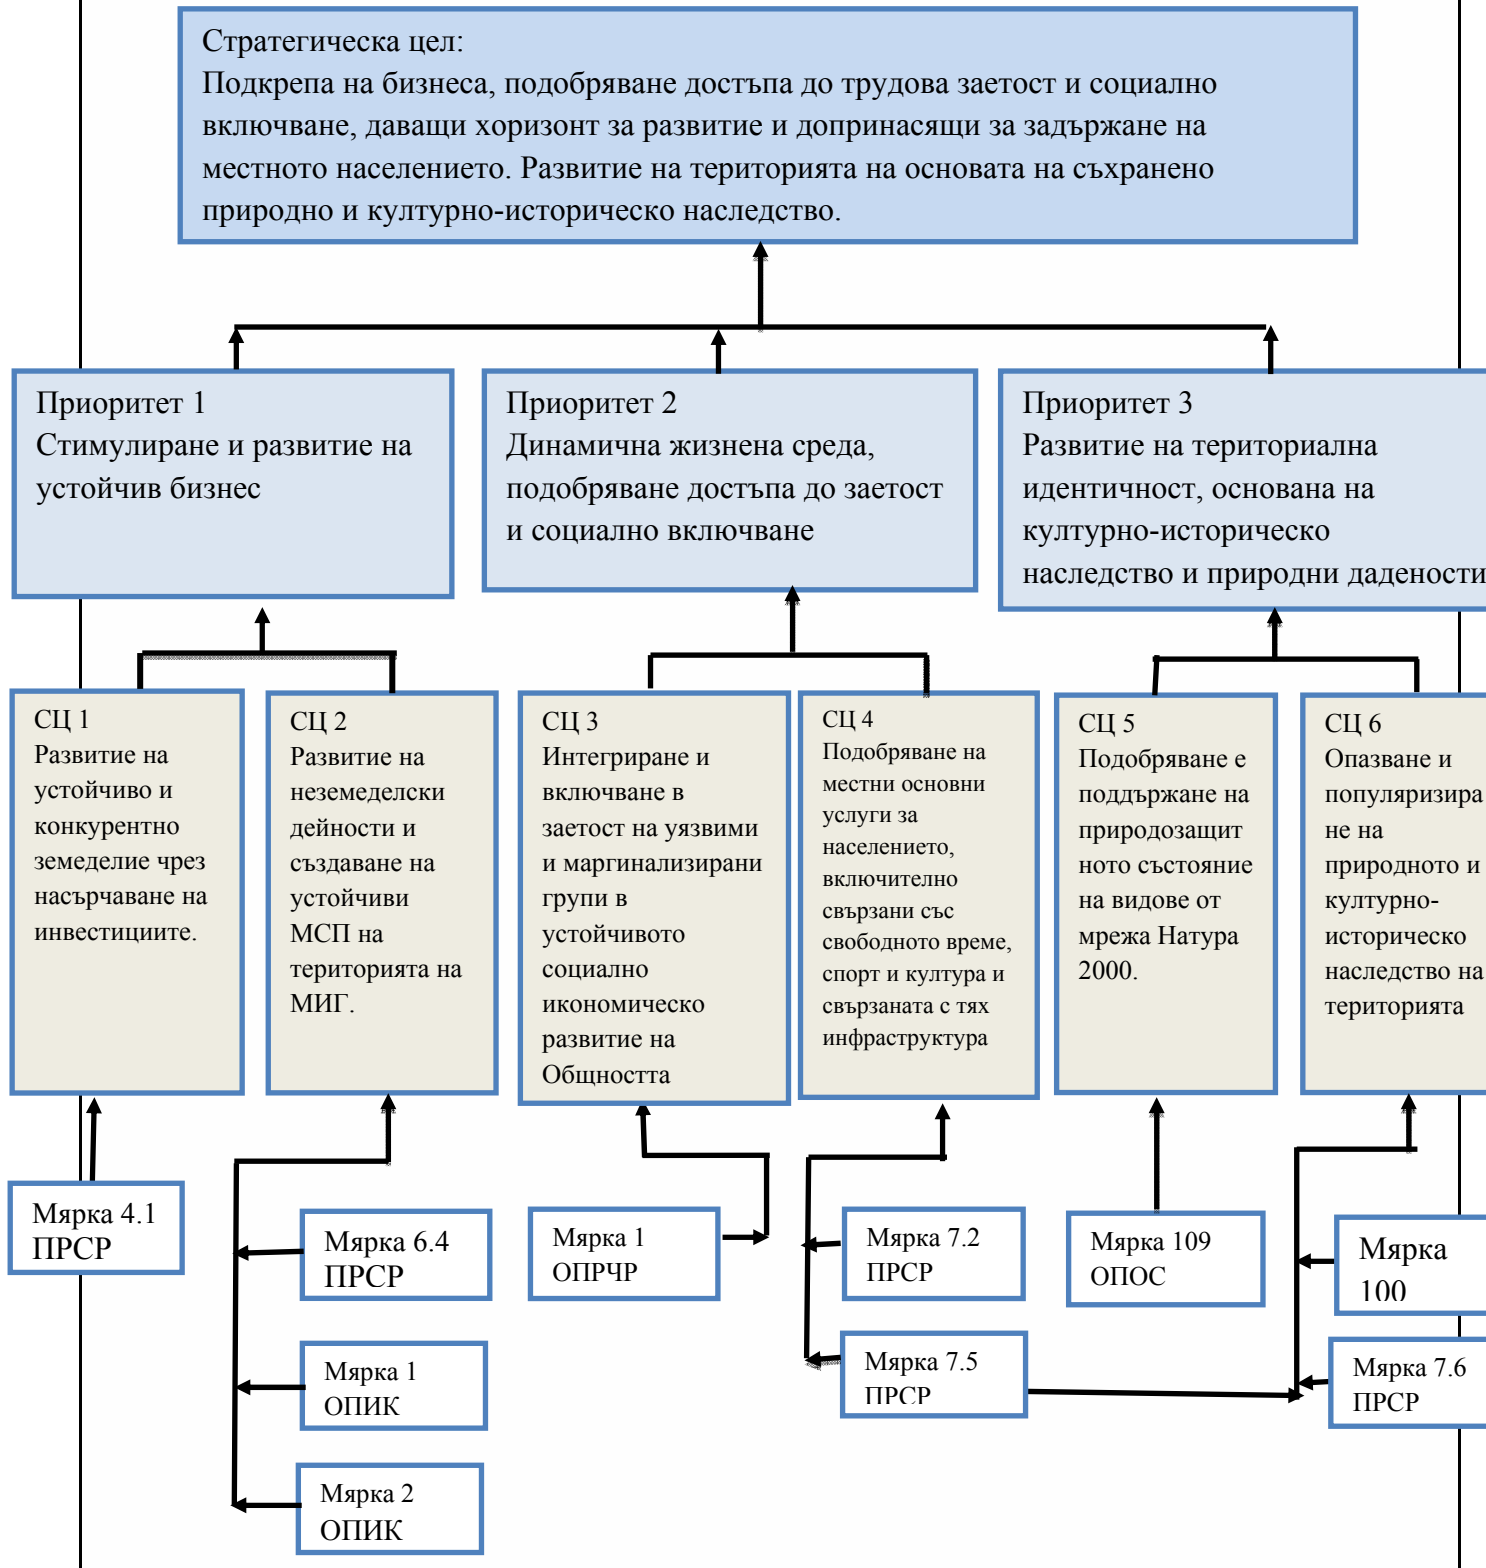 Стратегическа цел:
Подкрепа на бизнеса, подобряване достъпа до трудова заетост и социално
включване, даващи хоризонт за развитие и допринасящи за задържане на
местното населението. Развитие на територията на основата на съхранено
природно и културно-историческо наследство.
Приоритет 1
Стимулиране и развитие на
устойчив бизнес
Приоритет 2
Динамична жизнена среда,
подобряване достъпа до заетост
и социално включване
Приоритет 3
Развитие на териториална
идентичност, основана на
културно-историческо
наследство и природни дадености
СЦ 1
Развитие на
устойчиво и
конкурентно
земеделие чрез
насърчаване на
инвестициите.
СЦ 2
Развитие на
неземеделски
дейности и
създаване на
устойчиви
МСП на
територията на
МИГ.
СЦ 3
Интегриране и
включване в
заетост на уязвими
и маргинализирани
групи в
устойчивото
социално
икономическо
развитие на
Общността
СЦ 4
Подобряване на
местни основни
услуги за
населението,
включително
свързани със
свободното време,
спорт и култура и
свързаната с тях
инфраструктура
СЦ 5
Подобряване е
поддържане на
природозащит
ното състояние
на видове от
мрежа Натура
2000.
СЦ 6
Опазване и
популяризира
не на
природното и
културно-
историческо
наследство на
територията
Мярка 4.1
ПРСР
Мярка 6.4
ПРСР
Мярка 1
ОПИК
Мярка 2
ОПИК
Мярка 1
ОПРЧР
Мярка 7.2
ПРСР
Мярка 7.5
ПРСР
Мярка 109
ОПОС
Мярка
100
Мярка 7.6
ПРСР